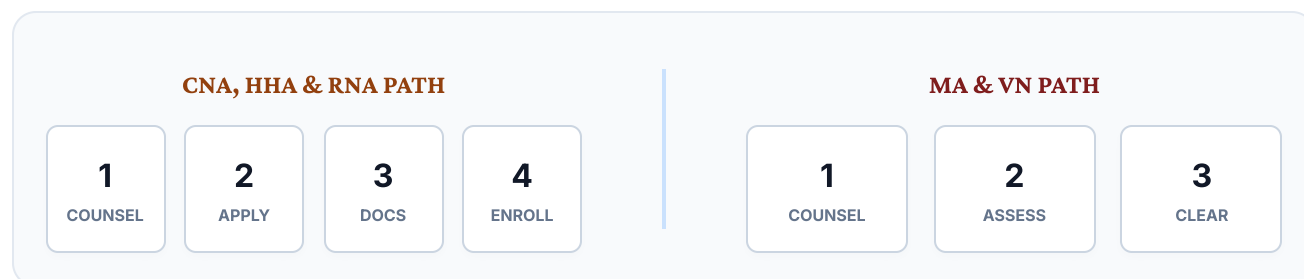 CNA, HHA & RNA PATH
1
COUNSEL
2
APPLY
3
DOCS
4
ENROLL
MA & VN PATH
1
COUNSEL
2
ASSESS
3
CLEAR